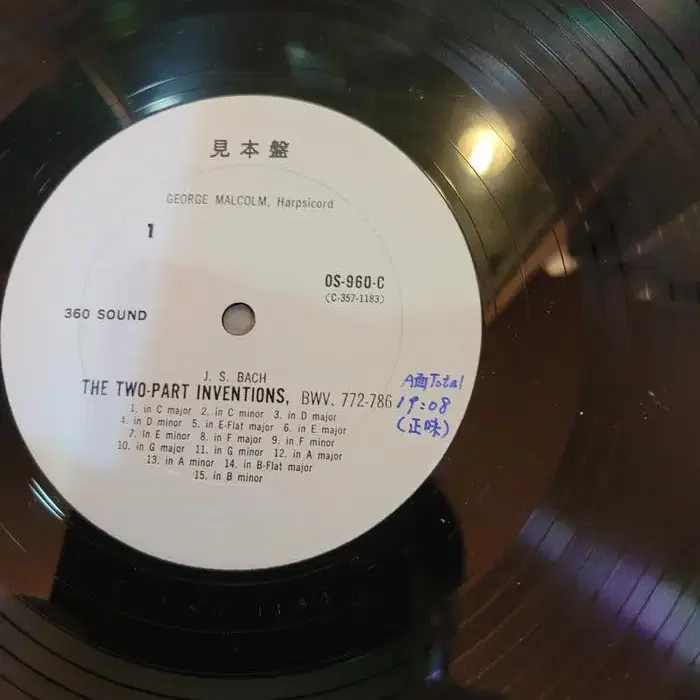 見本盤
GEORGE MALCOLM, Harpsicord
1
OS-960-C
(C-357-1183)
360 SOUND
J. S. BACH
THE TWO-PART INVENTIONS, BWV. 772-786
1. in C major 2. in C minor 3. in D major
4. in D minor 5. in E-Flat major 6. in E major
7. in E minor 8. in F major 9. in F minor
10. in G major 11. in G minor 12. in A major
13. in A minor 14. in B-Flat major
15. in B minor
A面Total
19:08
(正味)